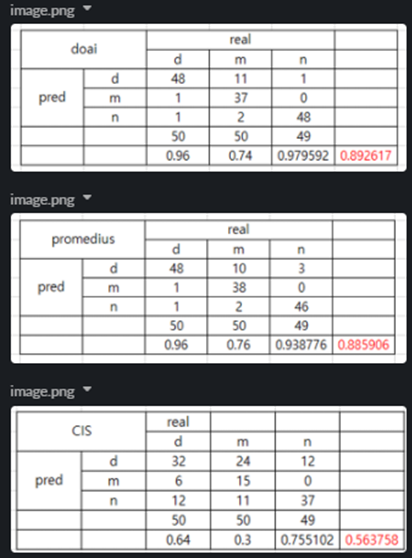 image.png
doai real
d m n
pred d 48 11 1
m 1 37 0
n 1 2 48
50 50 49
0.96 0.74 0.979592 0.892617
image.png
promedius real
d m n
pred d 48 10 3
m 1 38 0
n 1 2 46
50 50 49
0.96 0.76 0.938776 0.885906
image.png
CIS real
d m n
pred d 32 24 12
m 6 15 0
n 12 11 37
50 50 49
0.64 0.3 0.755102 0.563758